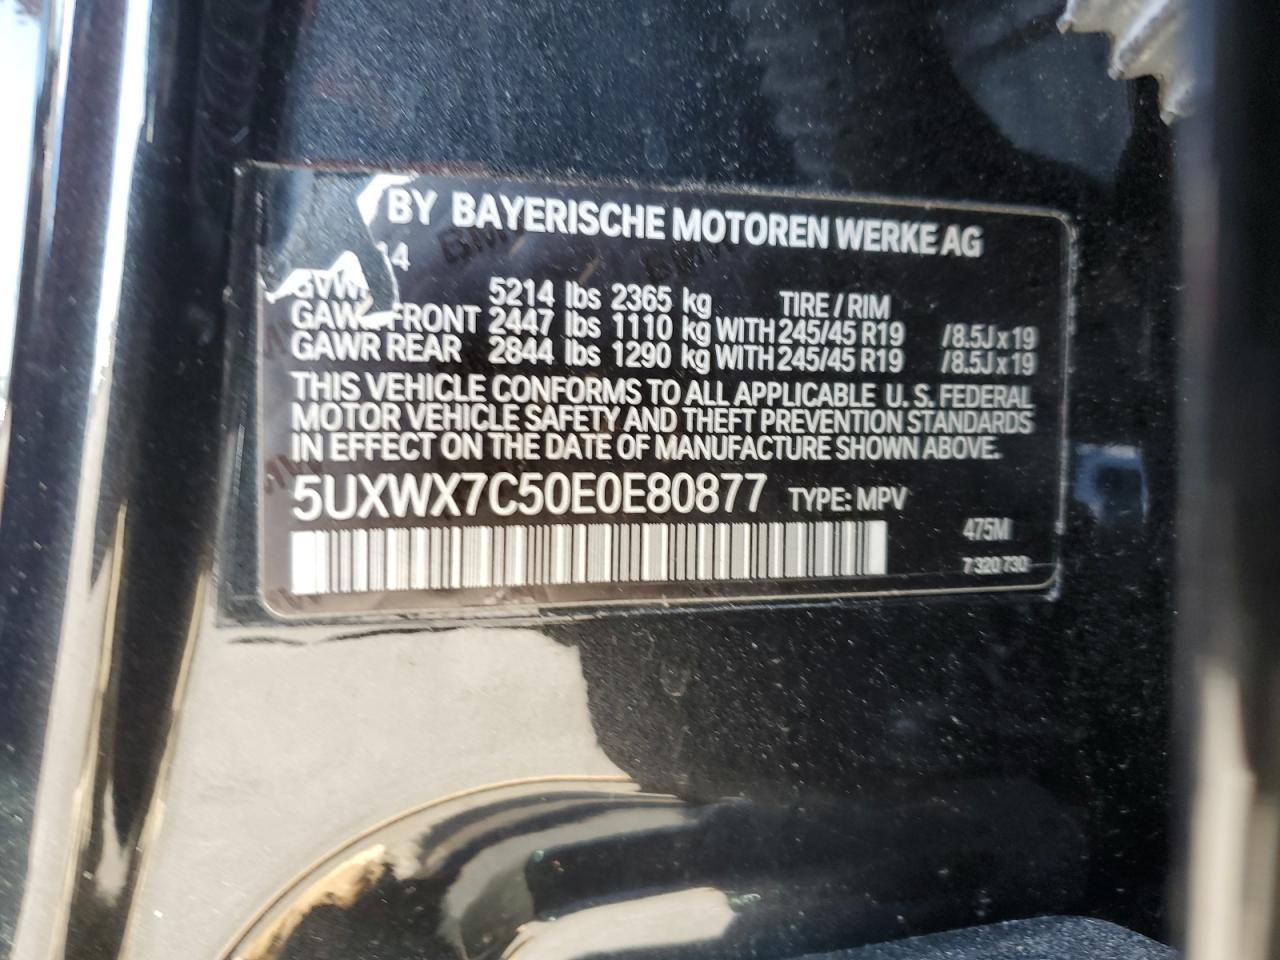 BY BAYERISCHE MOTOREN WERKE AG
14
5214 lbs 2365 kg TIRE / RIM
GAWR FRONT 2447 lbs 1110 kg WITH 245/45 R19 /8.5J x 19
GAWR REAR 2844 lbs 1290 kg WITH 245/45 R19 /8.5J x 19
THIS VEHICLE CONFORMS TO ALL APPLICABLE U. S. FEDERAL
MOTOR VEHICLE SAFETY AND THEFT PREVENTION STANDARDS
IN EFFECT ON THE DATE OF MANUFACTURE SHOWN ABOVE.
5UXWX7C50E0E80877 TYPE: MPV
475M
7 320 730